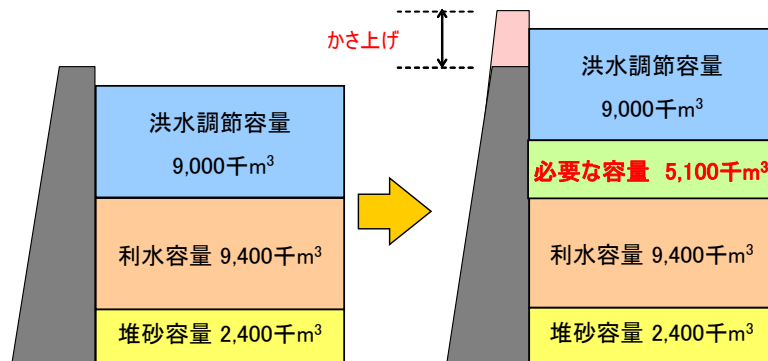 洪水調節容量
9,000千m³
利水容量 9,400千m³
堆砂容量 2,400千m³
かさ上げ
洪水調節容量
9,000千m³
必要な容量 5,100千m³
利水容量 9,400千m³
堆砂容量 2,400千m³